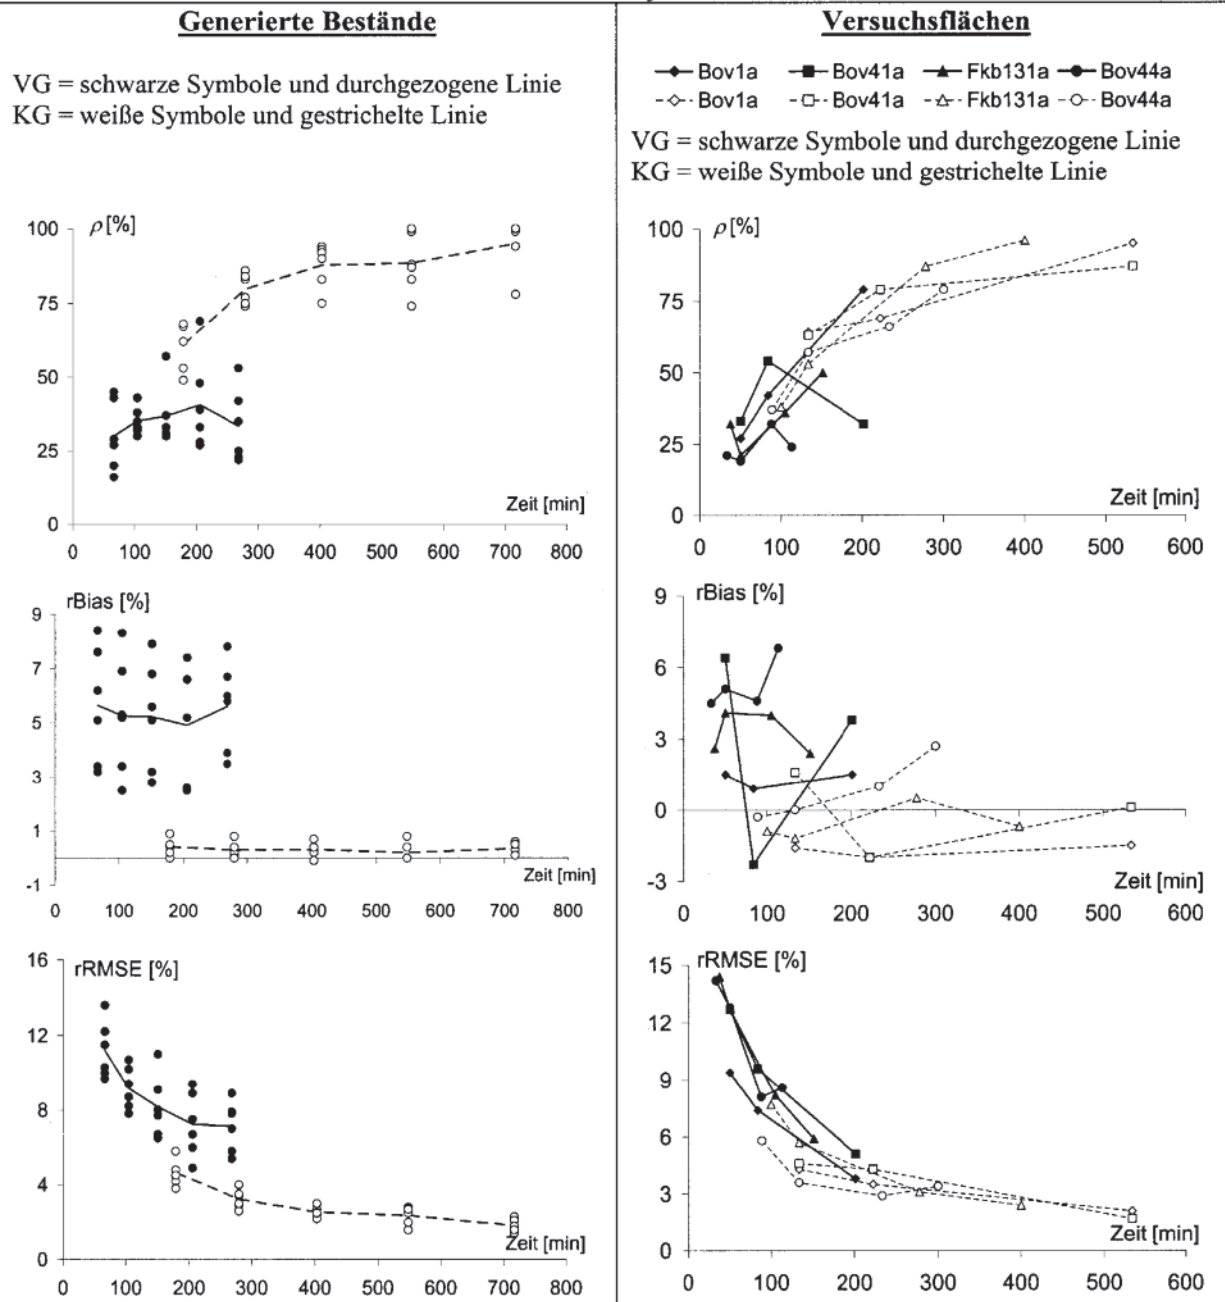 Generierte Bestände
VG = schwarze Symbole und durchgezogene Linie
KG = weiße Symbole und gestrichelte Linie
ρ [%]
100
75
50
25
0
Zeit [min]
0 100 200 300 400 500 600 700 800
rBias [%]
9
7
5
3
1
-1
Zeit [min]
0 100 200 300 400 500 600 700 800
rRMSE [%]
16
12
8
4
0
Zeit [min]
0 100 200 300 400 500 600 700 800
Versuchsflächen
Bov1a Bov41a Fkb131a Bov44a
Bov1a Bov41a Fkb131a Bov44a
VG = schwarze Symbole und durchgezogene Linie
KG = weiße Symbole und gestrichelte Linie
ρ[%]
100
75
50
25
0
Zeit [min]
0 100 200 300 400 500 600
rBias [%]
9
6
3
0
-3
Zeit [min]
0 100 200 300 400 500 600
rRMSE [%]
15
12
9
6
3
0
Zeit [min]
0 100 200 300 400 500 600